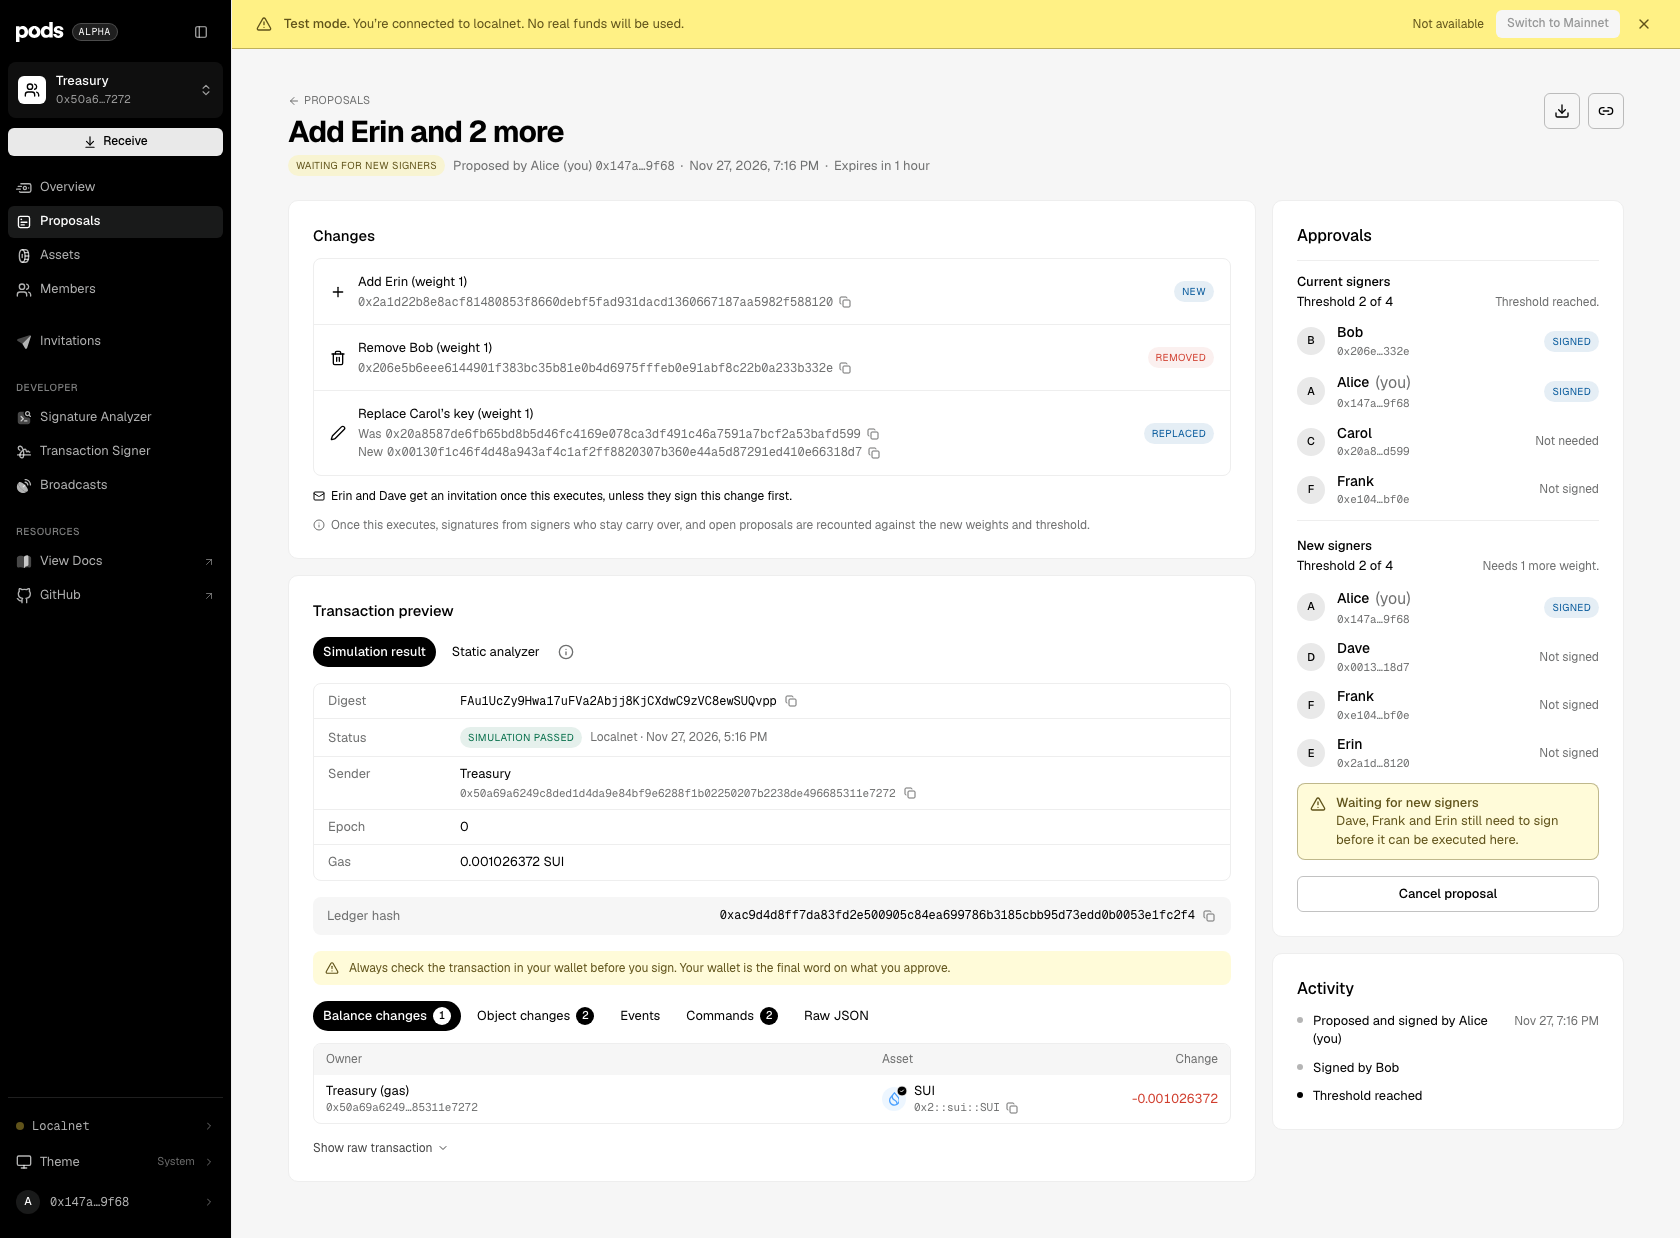 pods ALPHA
Treasury
0x50a6…7272
Receive
Overview
Proposals
Assets
Members
Invitations
DEVELOPER
Signature Analyzer
Transaction Signer
Broadcasts
RESOURCES
View Docs
GitHub
Localnet
Theme System
A 0x147a…9f68
Test mode. You're connected to localnet. No real funds will be used.
Not available Switch to Mainnet
← PROPOSALS
Add Erin and 2 more
WAITING FOR NEW SIGNERS Proposed by Alice (you) 0x147a…9f68 · Nov 27, 2026, 7:16 PM · Expires in 1 hour
Changes
Add Erin (weight 1)
0x2a1d22b8e8acf81480853f8660debf5fad931dacd1360667187aa5982f588120
NEW
Remove Bob (weight 1)
0x206e5b6eee6144901f383bc35b81e0b4d6975fffeb0e91abf8c22b0a233b332e
REMOVED
Replace Carol's key (weight 1)
Was 0x20a8587de6fb65bd8b5d46fc4169e078ca3df491c46a7591a7bcf2a53bafd599
New 0x00130f1c46f4d48a943af4c1af2ff8820307b360e44a5d87291ed410e66318d7
REPLACED
Erin and Dave get an invitation once this executes, unless they sign this change first.
Once this executes, signatures from signers who stay carry over, and open proposals are recounted against the new weights and threshold.
Transaction preview
Simulation result Static analyzer
Digest FAu1UcZy9Hwa17uFVa2Abjj8KjCXdwC9zVC8ewSUQvpp
Status SIMULATION PASSED Localnet · Nov 27, 2026, 5:16 PM
Sender Treasury
0x50a69a6249c8ded1d4da9e84bf9e6288f1b02250207b2238de496685311e7272
Epoch 0
Gas 0.001026372 SUI
Ledger hash 0xac9d4d8ff7da83fd2e500905c84ea699786b3185cbb95d73edd0b0053e1fc2f4
Always check the transaction in your wallet before you sign. Your wallet is the final word on what you approve.
Balance changes 1 Object changes 2 Events Commands 2 Raw JSON
Owner Asset Change
Treasury (gas)
0x50a69a6249…85311e7272
SUI
0x2::sui::SUI
-0.001026372
Show raw transaction
Approvals
Current signers
Threshold 2 of 4 Threshold reached.
B Bob
0x206e…332e
SIGNED
A Alice (you)
0x147a…9f68
SIGNED
C Carol
0x20a8…d599
Not needed
F Frank
0xe104…bf0e
Not signed
New signers
Threshold 2 of 4 Needs 1 more weight.
A Alice (you)
0x147a…9f68
SIGNED
D Dave
0x0013…18d7
Not signed
F Frank
0xe104…bf0e
Not signed
E Erin
0x2a1d…8120
Not signed
Waiting for new signers
Dave, Frank and Erin still need to sign
before it can be executed here.
Cancel proposal
Activity
Proposed and signed by Alice Nov 27, 7:16 PM
(you)
Signed by Bob
Threshold reached